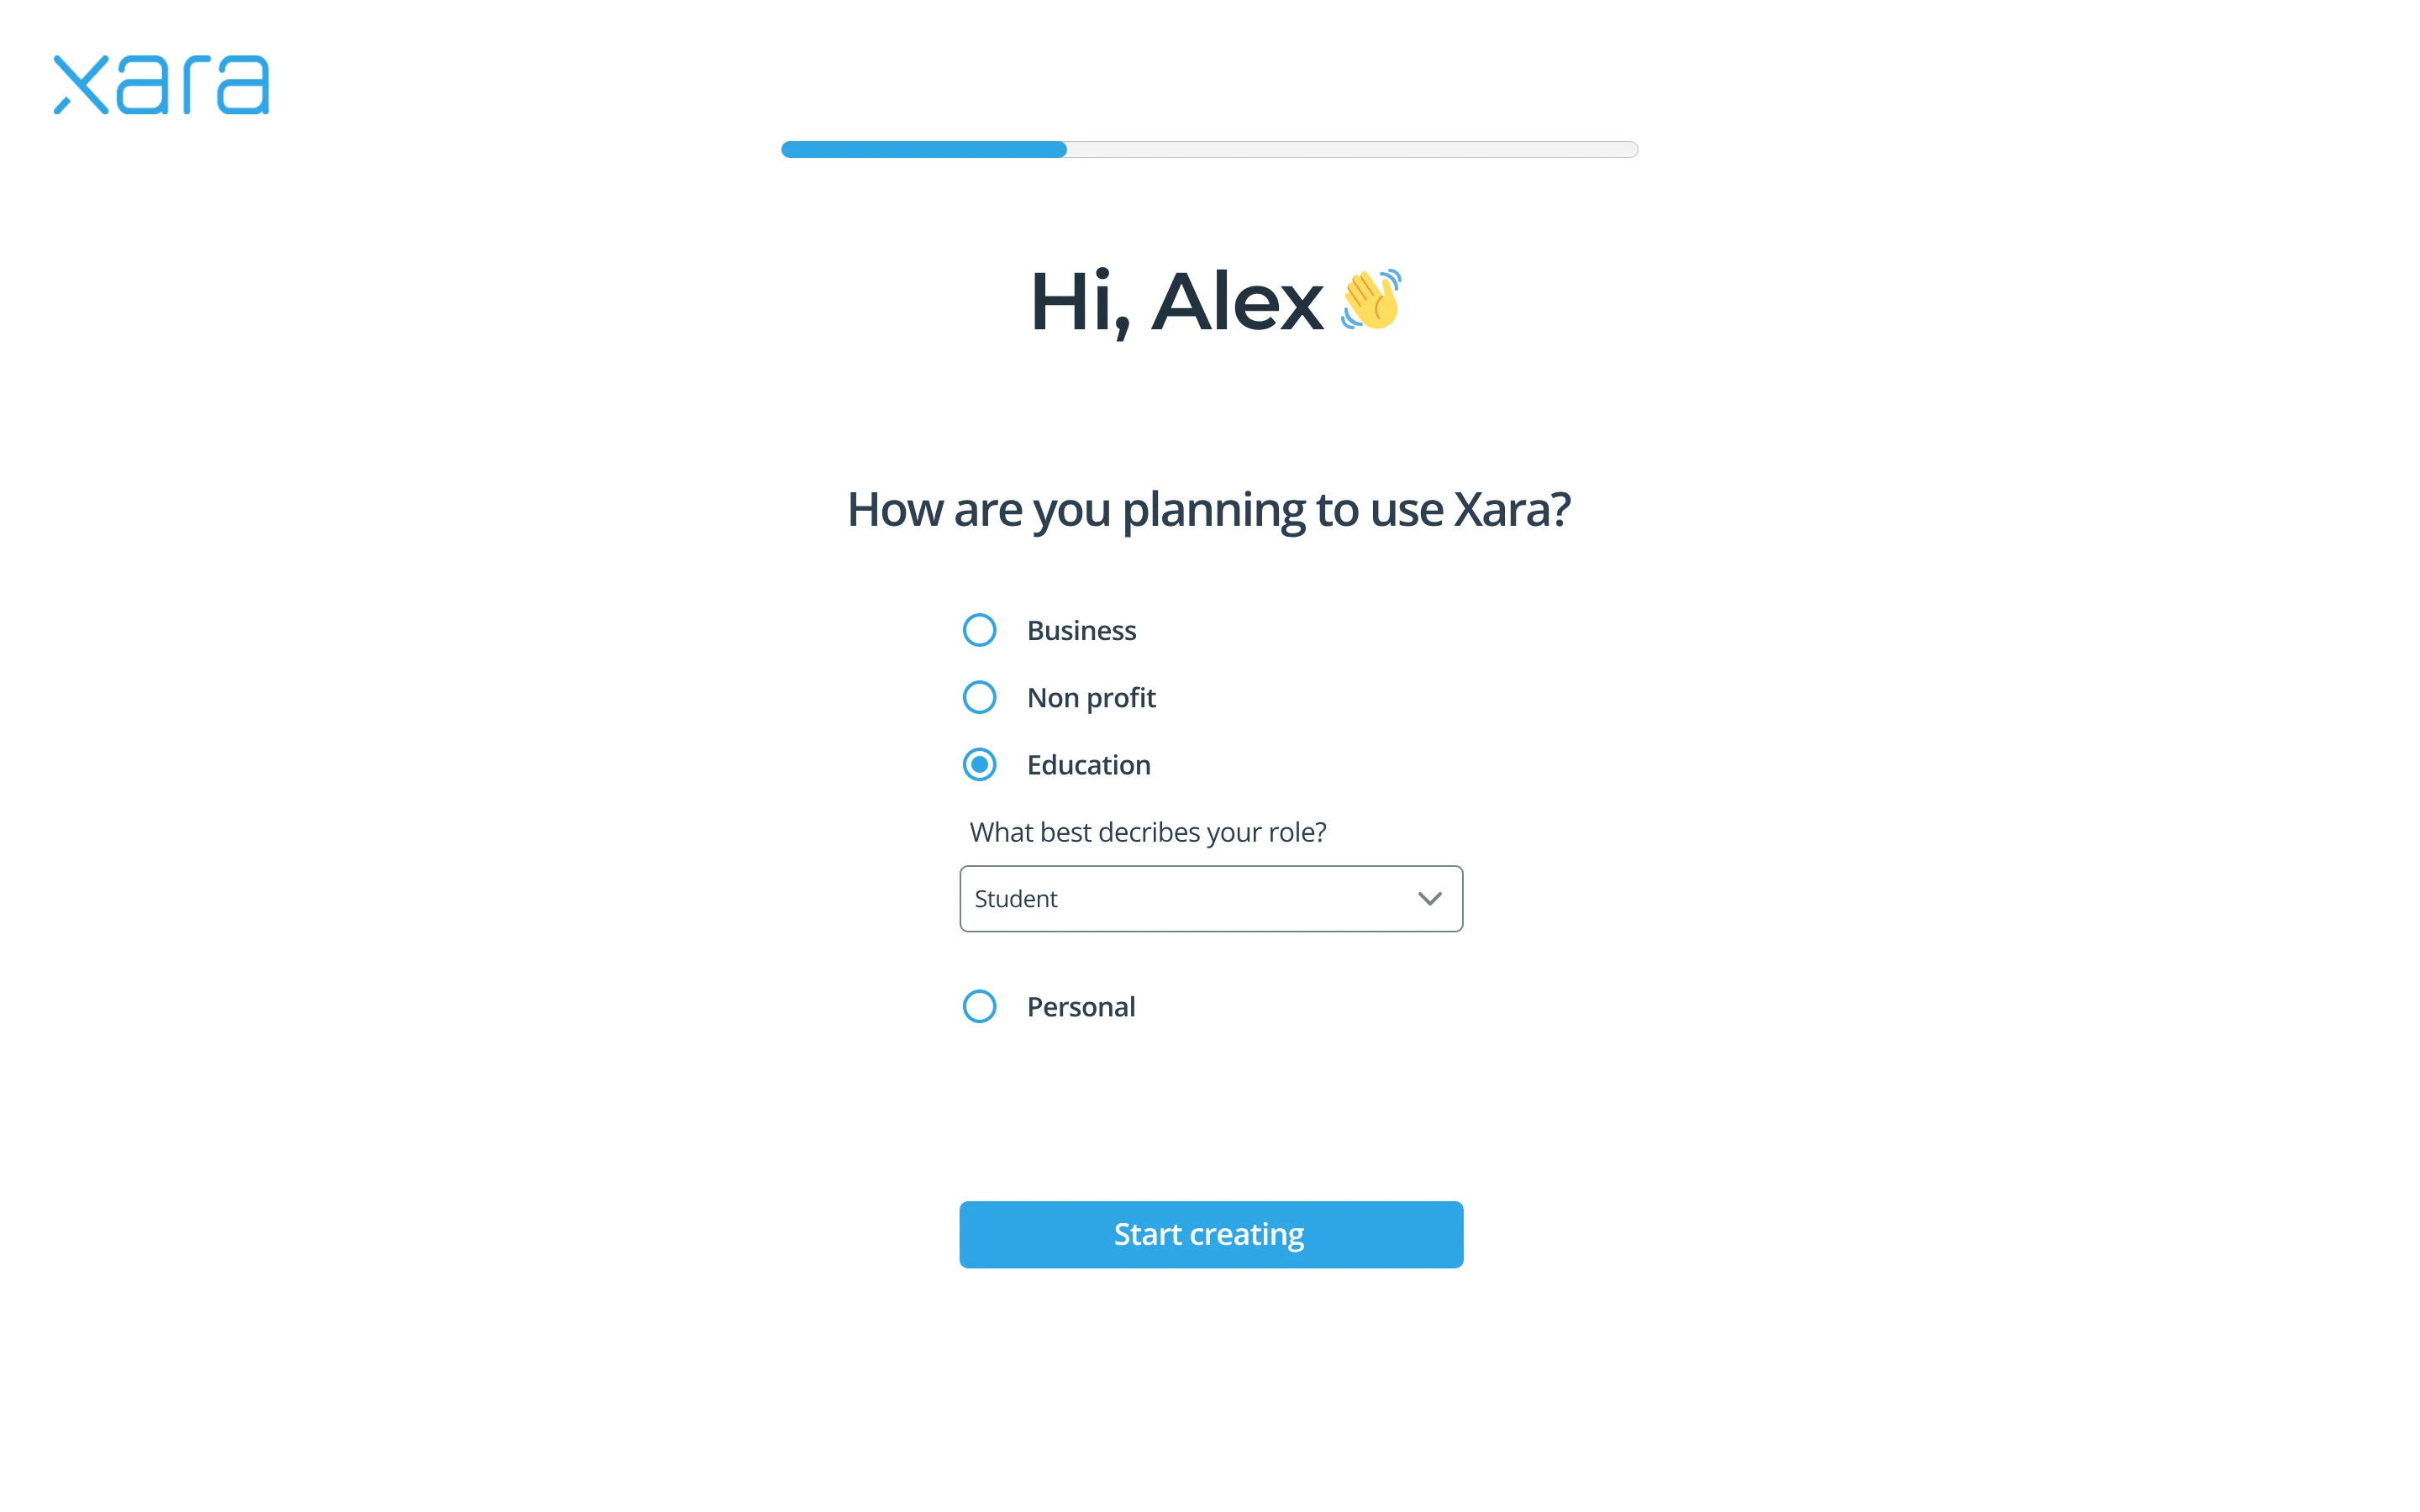 xara
Hi, Alex 👋
How are you planning to use Xara?
Business
Non profit
Education
What best decribes your role?
Student
Personal
Start creating